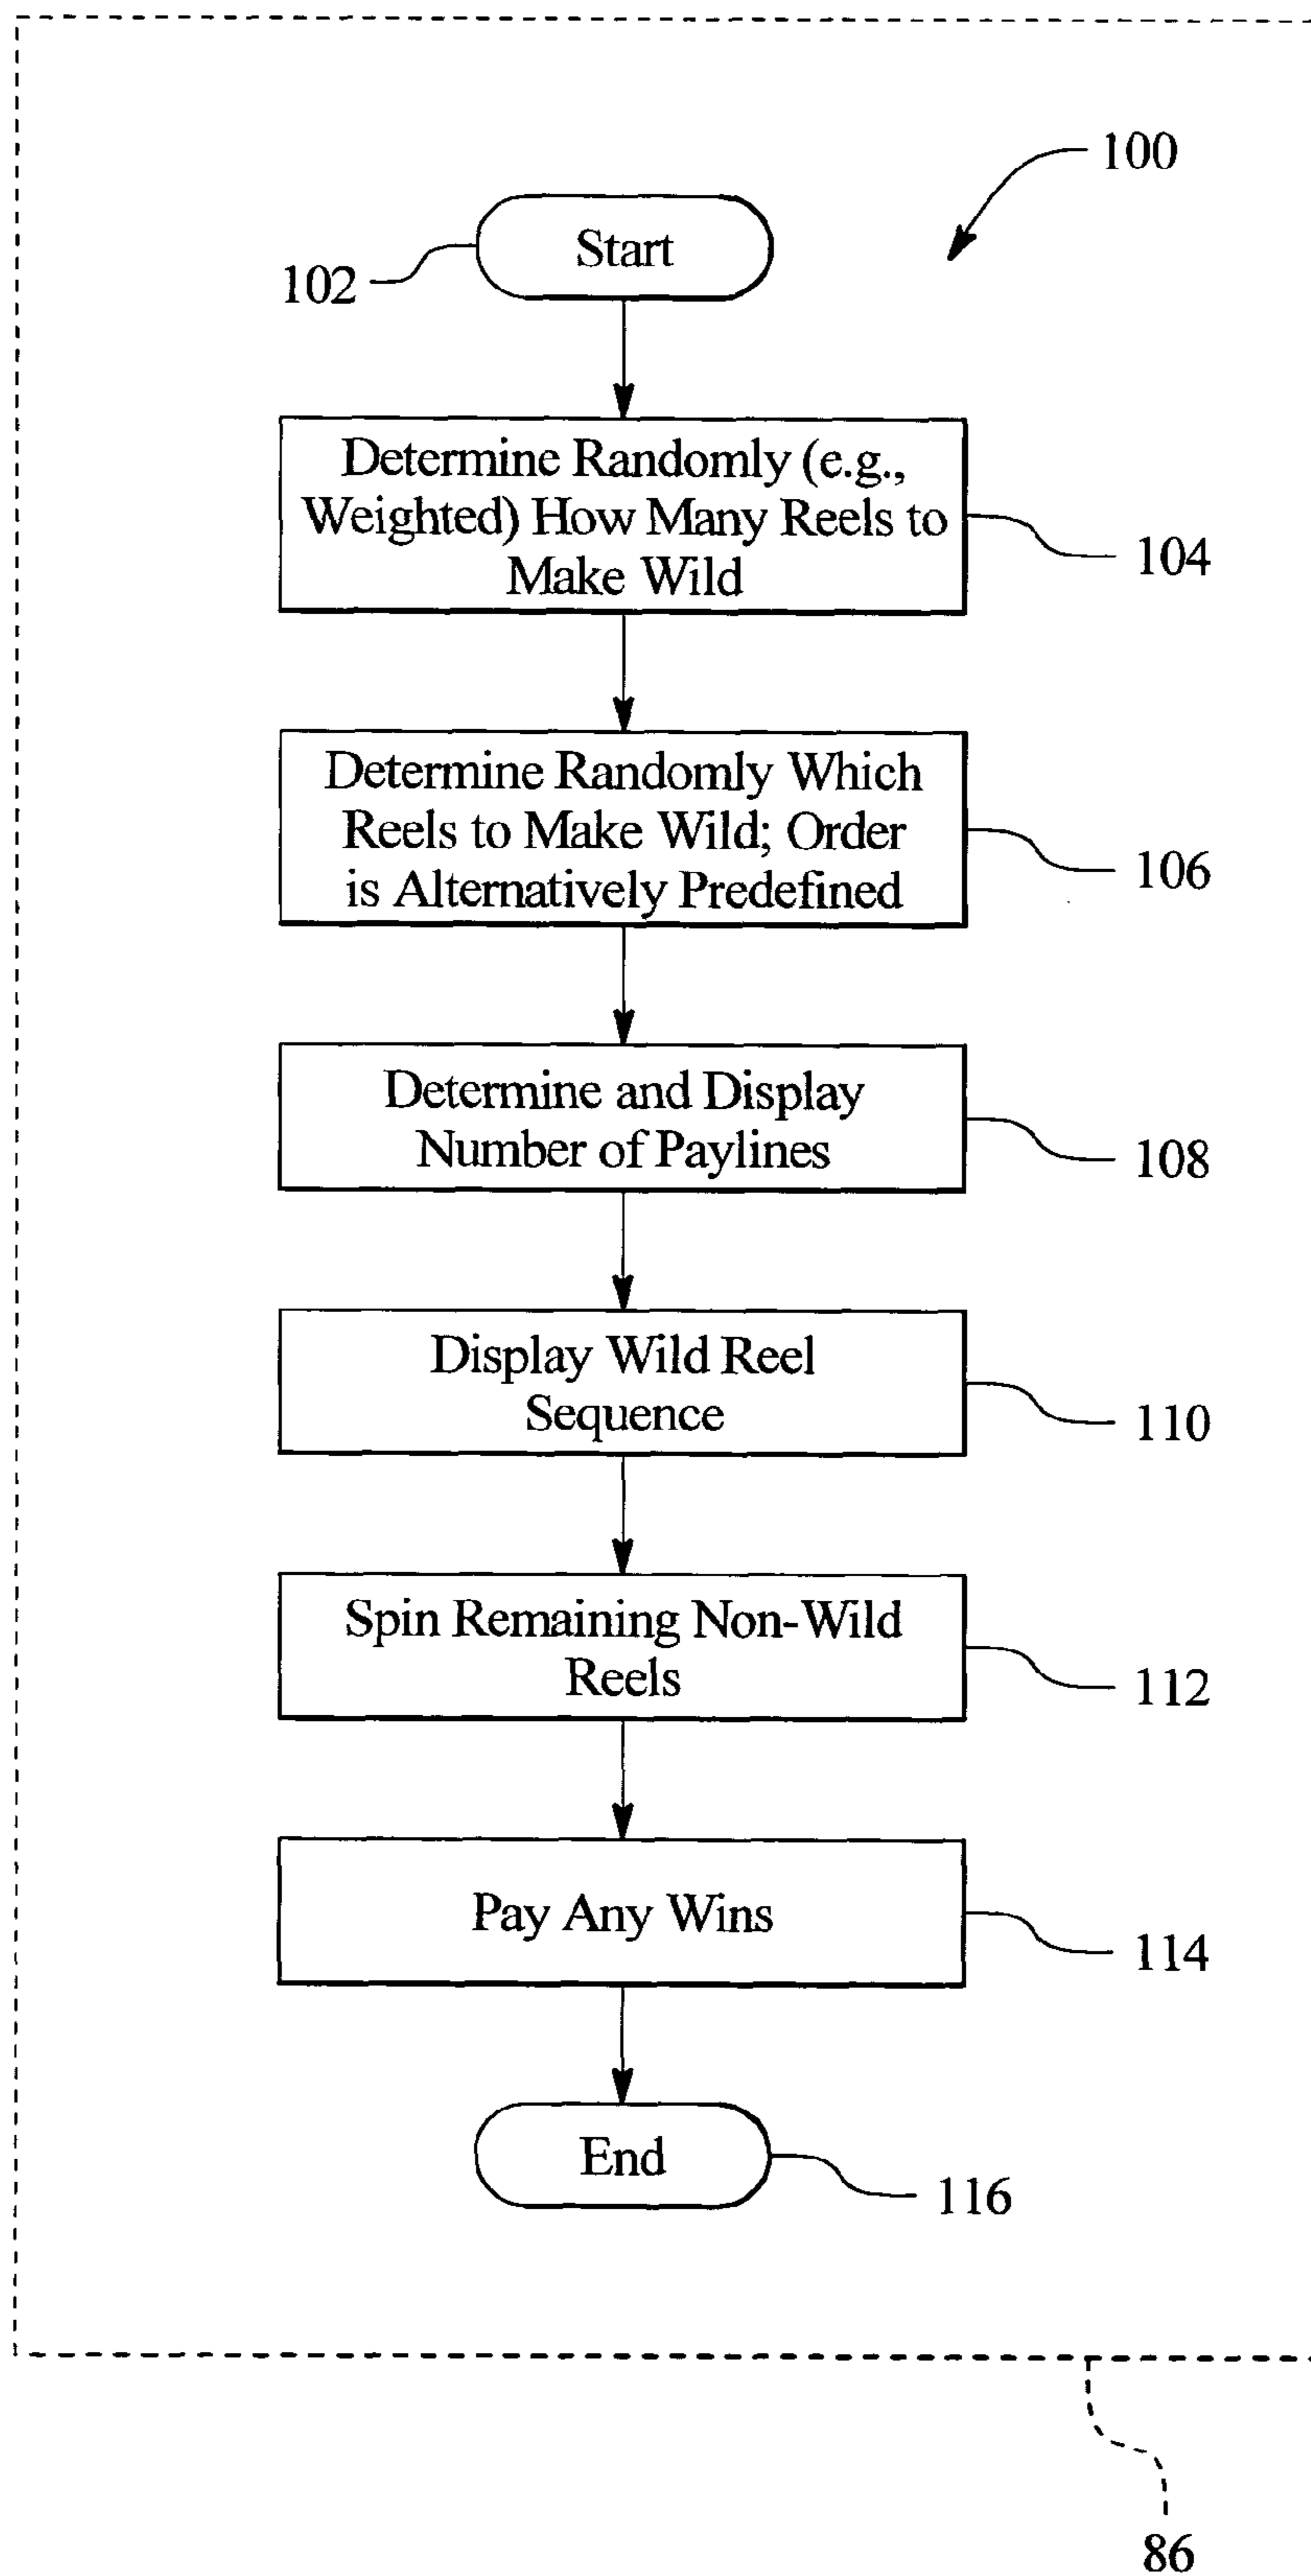 100
Start
102
Determine Randomly (e.g.,
Weighted) How Many Reels to
Make Wild
104
Determine Randomly Which
Reels to Make Wild; Order
is Alternatively Predefined
106
Determine and Display
Number of Paylines
108
Display Wild Reel
Sequence
110
Spin Remaining Non-Wild
Reels
112
Pay Any Wins
114
End
116
86